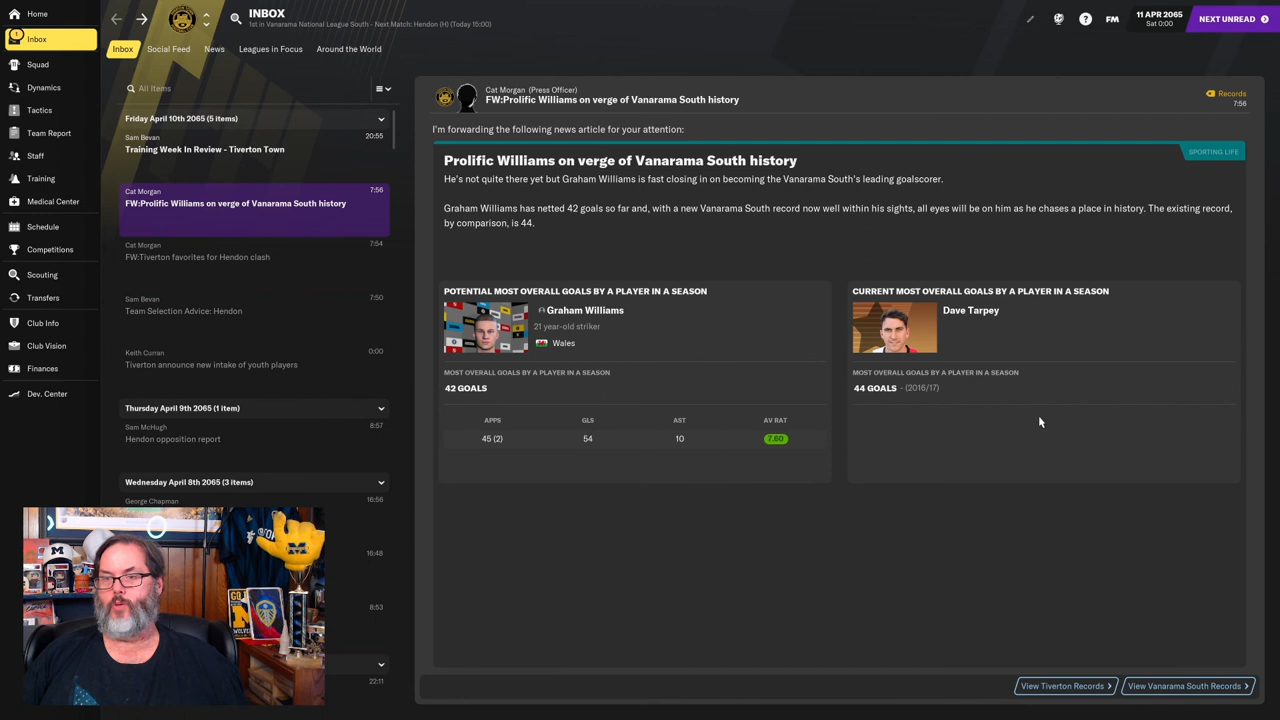 Home
Inbox
Squad
Dynamics
Tactics
Team Report
Staff
Training
Medical Center
Schedule
Competitions
Scouting
Transfers
Club Info
Club Vision
Finances
Dev. Center
INBOX
1st in Vanarama National League South - Next Match: Hendon (H) (Today 15:00)
FM
11 APR 2065
Sat 0:00
NEXT UNREAD
Inbox
Social Feed
News
Leagues in Focus
Around the World
All Items
Friday April 10th 2065 (5 items)
Sam Bevan
20:55
Training Week In Review - Tiverton Town
Cat Morgan
7:56
FW:Prolific Williams on verge of Vanarama South history
Cat Morgan
7:54
FW:Tiverton favorites for Hendon clash
Sam Bevan
7:50
Team Selection Advice: Hendon
Keith Curran
0:00
Tiverton announce new intake of youth players
Thursday April 9th 2065 (1 item)
Sam McHugh
8:57
Hendon opposition report
Wednesday April 8th 2065 (3 items)
George Chapman
16:56
16:48
8:53
22:11
Cat Morgan (Press Officer)
FW:Prolific Williams on verge of Vanarama South history
Records
7:56
I'm forwarding the following news article for your attention:
SPORTING LIFE
Prolific Williams on verge of Vanarama South history
He's not quite there yet but Graham Williams is fast closing in on becoming the Vanarama South's leading goalscorer.
Graham Williams has netted 42 goals so far and, with a new Vanarama South record now well within his sights, all eyes will be on him as he chases a place in history. The existing record,
by comparison, is 44.
POTENTIAL MOST OVERALL GOALS BY A PLAYER IN A SEASON
Graham Williams
21 year-old striker
Wales
MOST OVERALL GOALS BY A PLAYER IN A SEASON
42 GOALS
APPS GLS AST AV RAT
45 (2) 54 10 7.60
CURRENT MOST OVERALL GOALS BY A PLAYER IN A SEASON
Dave Tarpey
MOST OVERALL GOALS BY A PLAYER IN A SEASON
44 GOALS - (2016/17)
View Tiverton Records
View Vanarama South Records